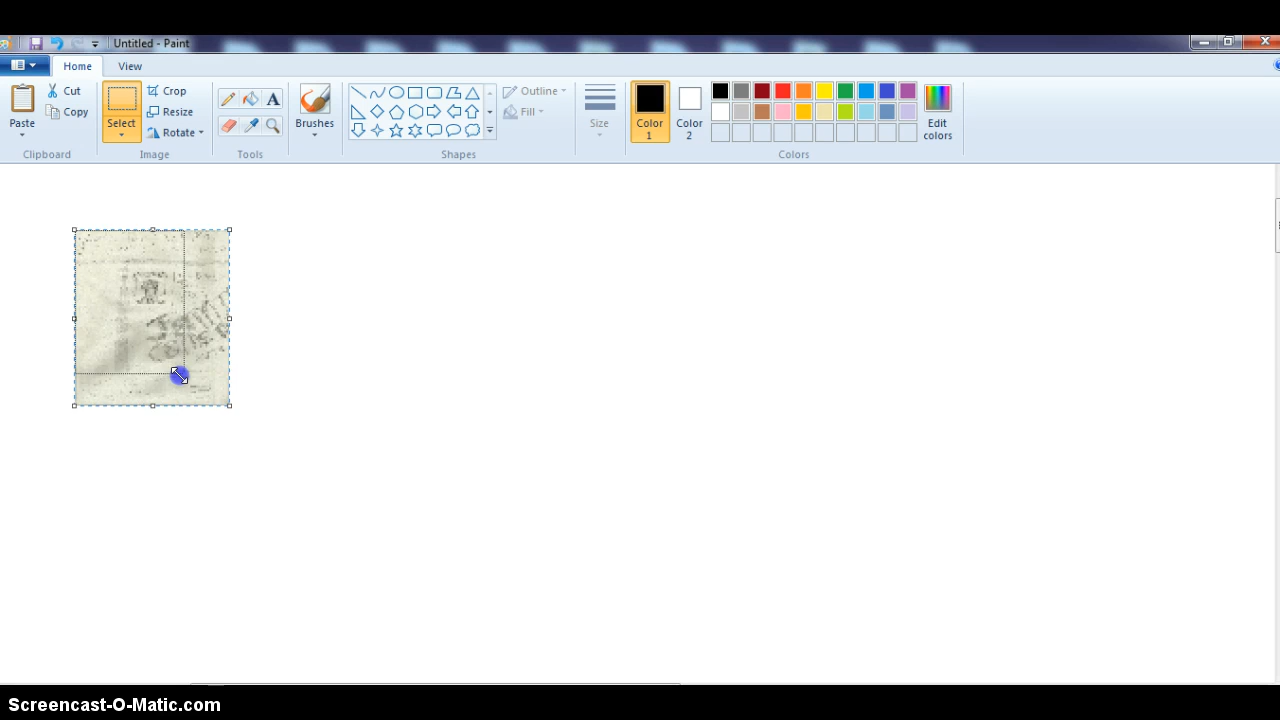 Untitled - Paint
Home View
Paste
Cut
Copy
Clipboard
Select
Crop
Resize
Rotate
Image
A
Tools
Brushes
Outline
Fill
Shapes
Size
Color 1
Color 2
Edit colors
Colors
Screencast-O-Matic.com